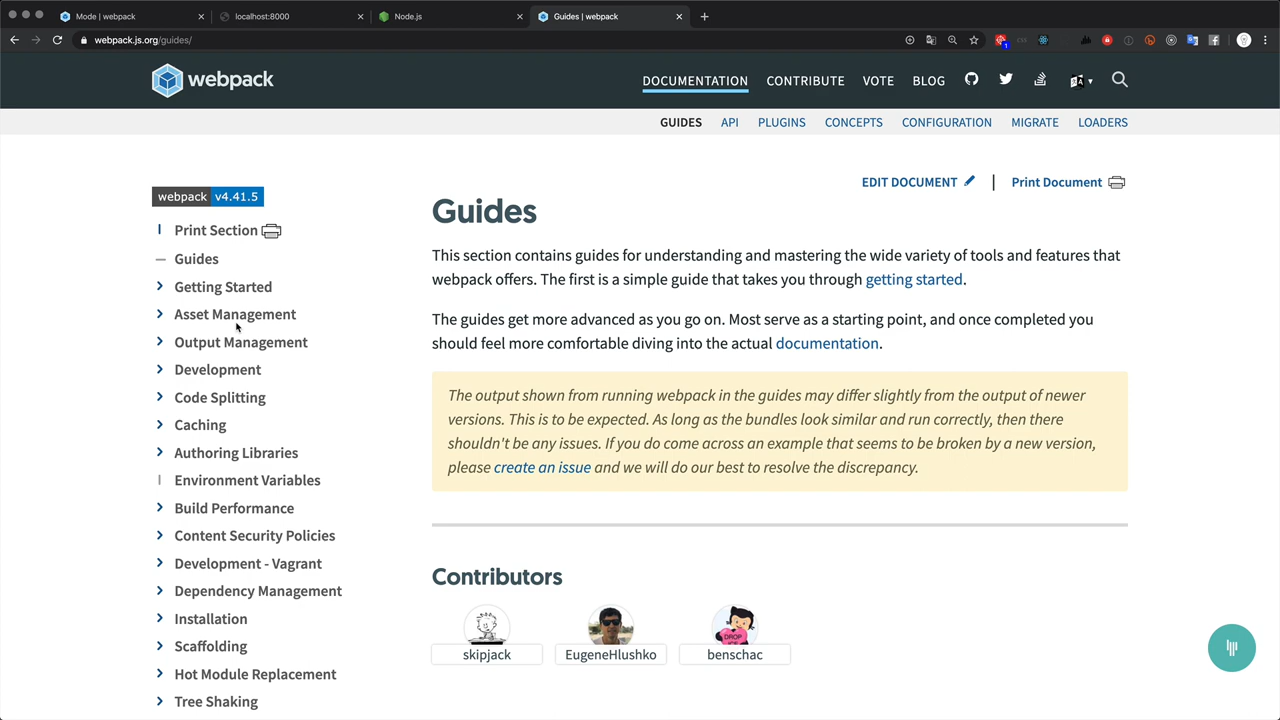 Mode | webpack
localhost:8000
Node.js
Guides | webpack
webpack.js.org/guides/
webpack
DOCUMENTATION
CONTRIBUTE
VOTE
BLOG
GUIDES
API
PLUGINS
CONCEPTS
CONFIGURATION
MIGRATE
LOADERS
webpack v4.41.5
Print Section
Guides
Getting Started
Asset Management
Output Management
Development
Code Splitting
Caching
Authoring Libraries
Environment Variables
Build Performance
Content Security Policies
Development - Vagrant
Dependency Management
Installation
Scaffolding
Hot Module Replacement
Tree Shaking
EDIT DOCUMENT
Print Document
Guides
This section contains guides for understanding and mastering the wide variety of tools and features that
webpack offers. The first is a simple guide that takes you through getting started.
The guides get more advanced as you go on. Most serve as a starting point, and once completed you
should feel more comfortable diving into the actual documentation.
The output shown from running webpack in the guides may differ slightly from the output of newer
versions. This is to be expected. As long as the bundles look similar and run correctly, then there
shouldn't be any issues. If you do come across an example that seems to be broken by a new version,
please create an issue and we will do our best to resolve the discrepancy.
Contributors
skipjack
EugeneHlushko
benschac